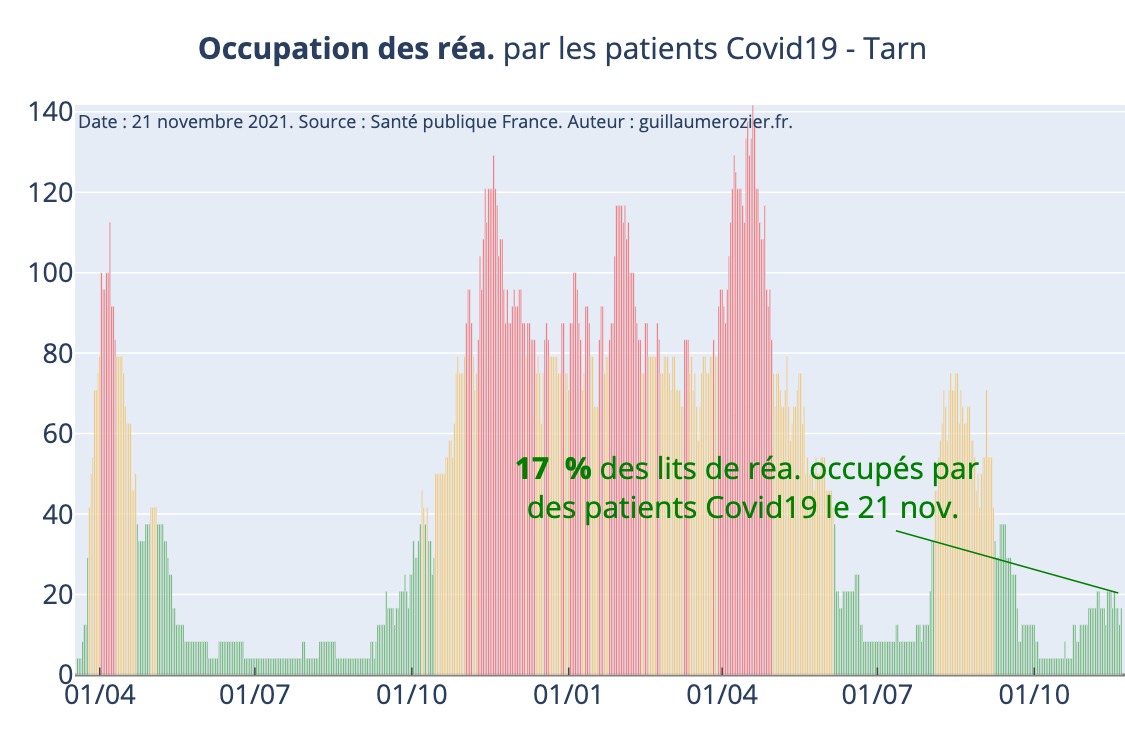 Occupation des réa. par les patients Covid19 - Tarn
140
Date : 21 novembre 2021. Source : Santé publique France. Auteur : guillaumerozier.fr.
120
100
80
60
17 % des lits de réa. occupés par
des patients Covid19 le 21 nov.
40
20
0
01/04 01/07 01/10 01/01 01/04 01/07 01/10